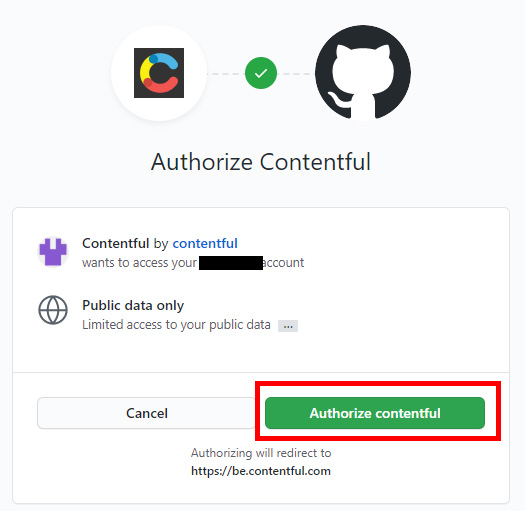 Authorize Contentful
Contentful by contentful
wants to access your account
Public data only
Limited access to your public data ...
Cancel
Authorize contentful
Authorizing will redirect to
https://be.contentful.com